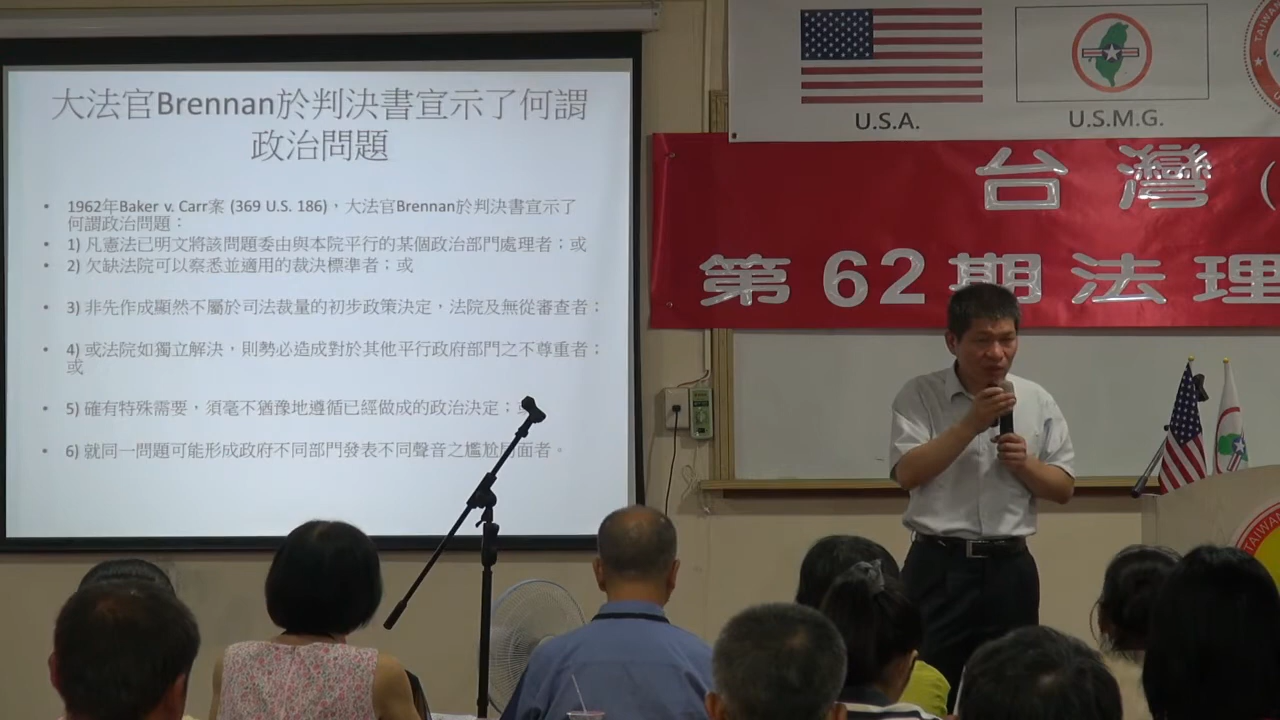 大法官Brennan於判決書宣示了何謂
政治問題
• 1962年Baker v. Carr案 (369 U.S. 186)，大法官Brennan於判決書宣示了
何謂政治問題：
• 1) 凡憲法已明文將該問題委由與本院平行的某個政治部門處理者；或
• 2) 欠缺法院可以察悉並適用的裁決標準者；或
• 3) 非先作成顯然不屬於司法裁量的初步政策決定，法院及無從審查者；
• 4) 或法院如獨立解決，則勢必造成對於其他平行政府部門之不尊重者；
或
• 5) 確有特殊需要，須毫不猶豫地遵循已經做成的政治決定；或
• 6) 就同一問題可能形成政府不同部門發表不同聲音之尷尬局面者。
U.S.A.
U.S.M.G.
TAIWAN
台灣（
第62期法理
TAIWAN